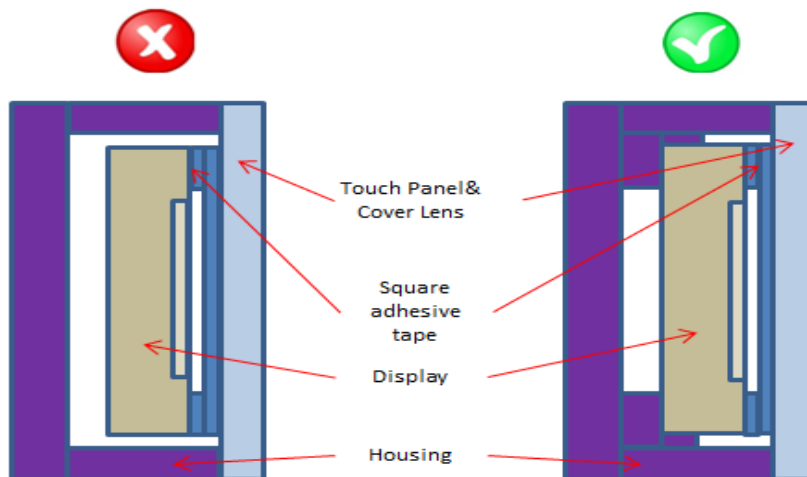 Touch Panel&
Cover Lens
Square
adhesive
tape
Display
Housing